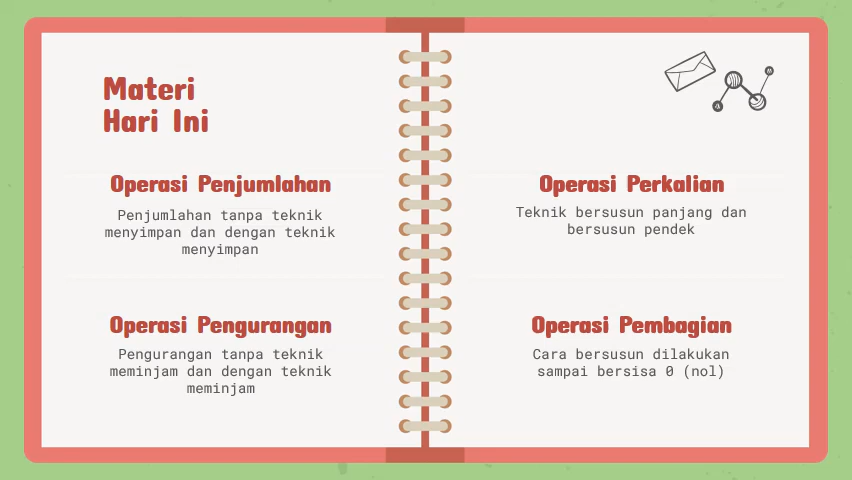 Materi
Hari Ini
Operasi Penjumlahan
Penjumlahan tanpa teknik
menyimpan dan dengan teknik
menyimpan
Operasi Pengurangan
Pengurangan tanpa teknik
meminjam dan dengan teknik
meminjam
Operasi Perkalian
Teknik bersusun panjang dan
bersusun pendek
Operasi Pembagian
Cara bersusun dilakukan
sampai bersisa 0 (nol)